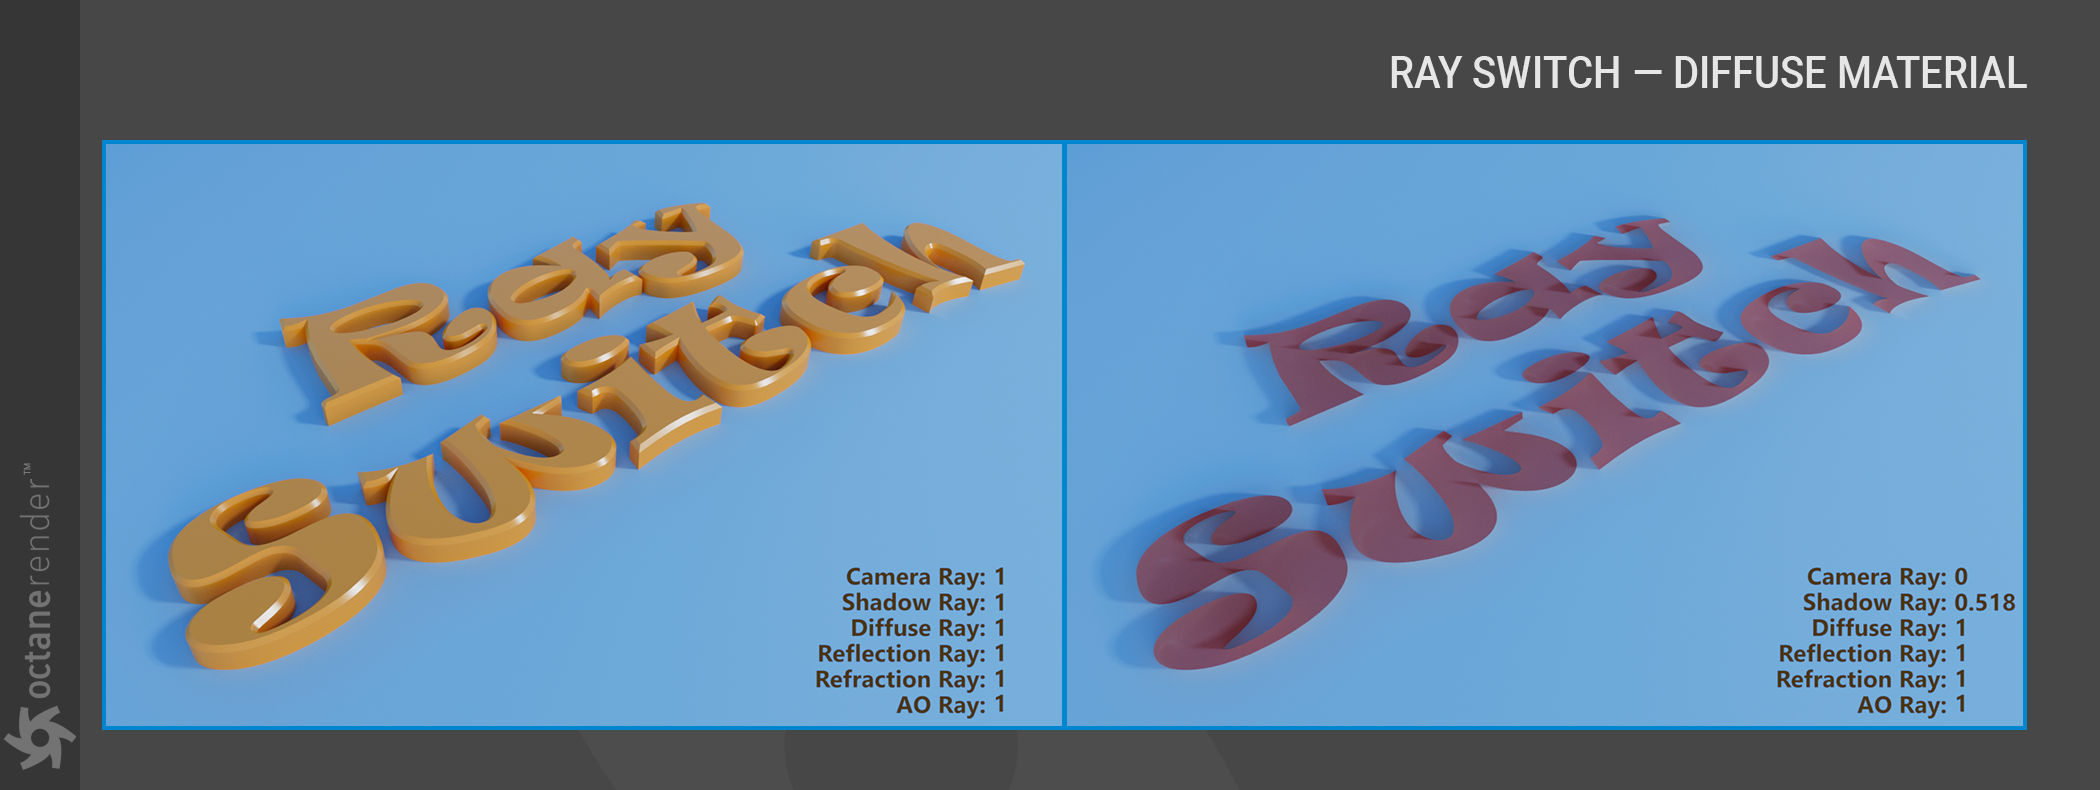 RAY SWITCH — DIFFUSE MATERIAL
Ray
Switch
Camera Ray: 1
Shadow Ray: 1
Diffuse Ray: 1
Reflection Ray: 1
Refraction Ray: 1
AO Ray: 1
Ray
Switch
Camera Ray: 0
Shadow Ray: 0.518
Diffuse Ray: 1
Reflection Ray: 1
Refraction Ray: 1
AO Ray: 1
octanerender™